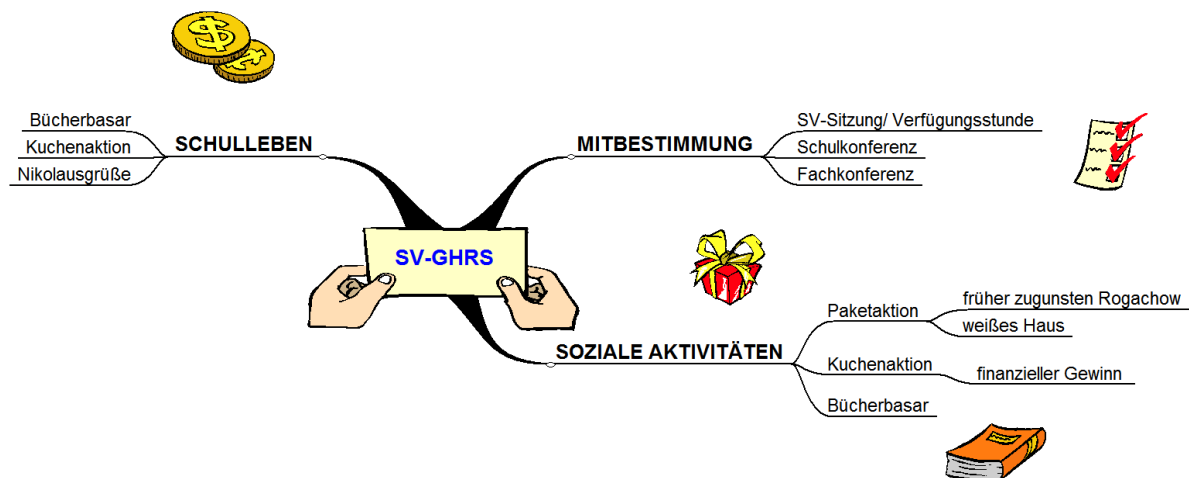 SV-GHRS
SCHULLEBEN
Bücherbasar
Kuchenaktion
Nikolausgrüße
MITBESTIMMUNG
SV-Sitzung/ Verfügungsstunde
Schulkonferenz
Fachkonferenz
SOZIALE AKTIVITÄTEN
Paketaktion
früher zugunsten Rogachow
weißes Haus
Kuchenaktion
finanzieller Gewinn
Bücherbasar